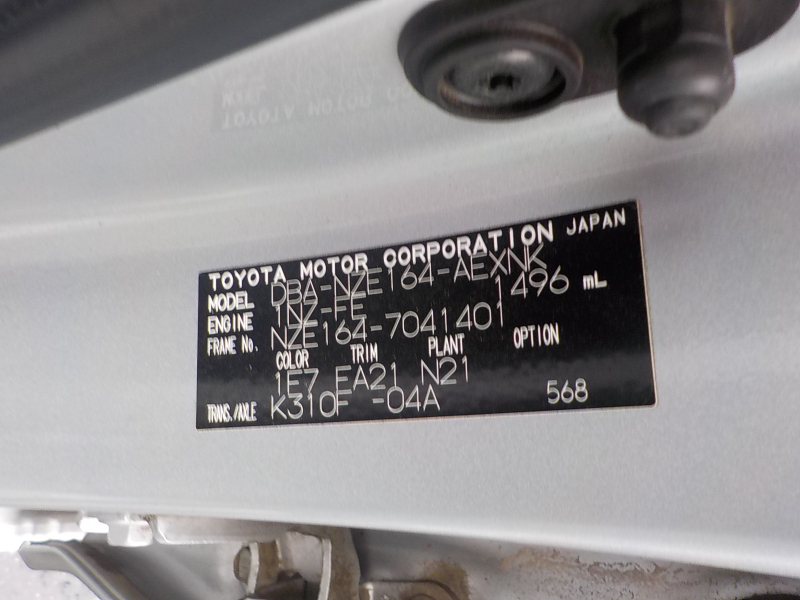 TOYOTA MOTOR CORPORATION JAPAN
MODEL DBA-NZE164-AEXNK
ENGINE 1NZ-FE 1496 mL
FRAME No. NZE164-7041401
COLOR TRIM PLANT OPTION
1E7 EA21 N21
TRANS./AXLE K310F -04A 568